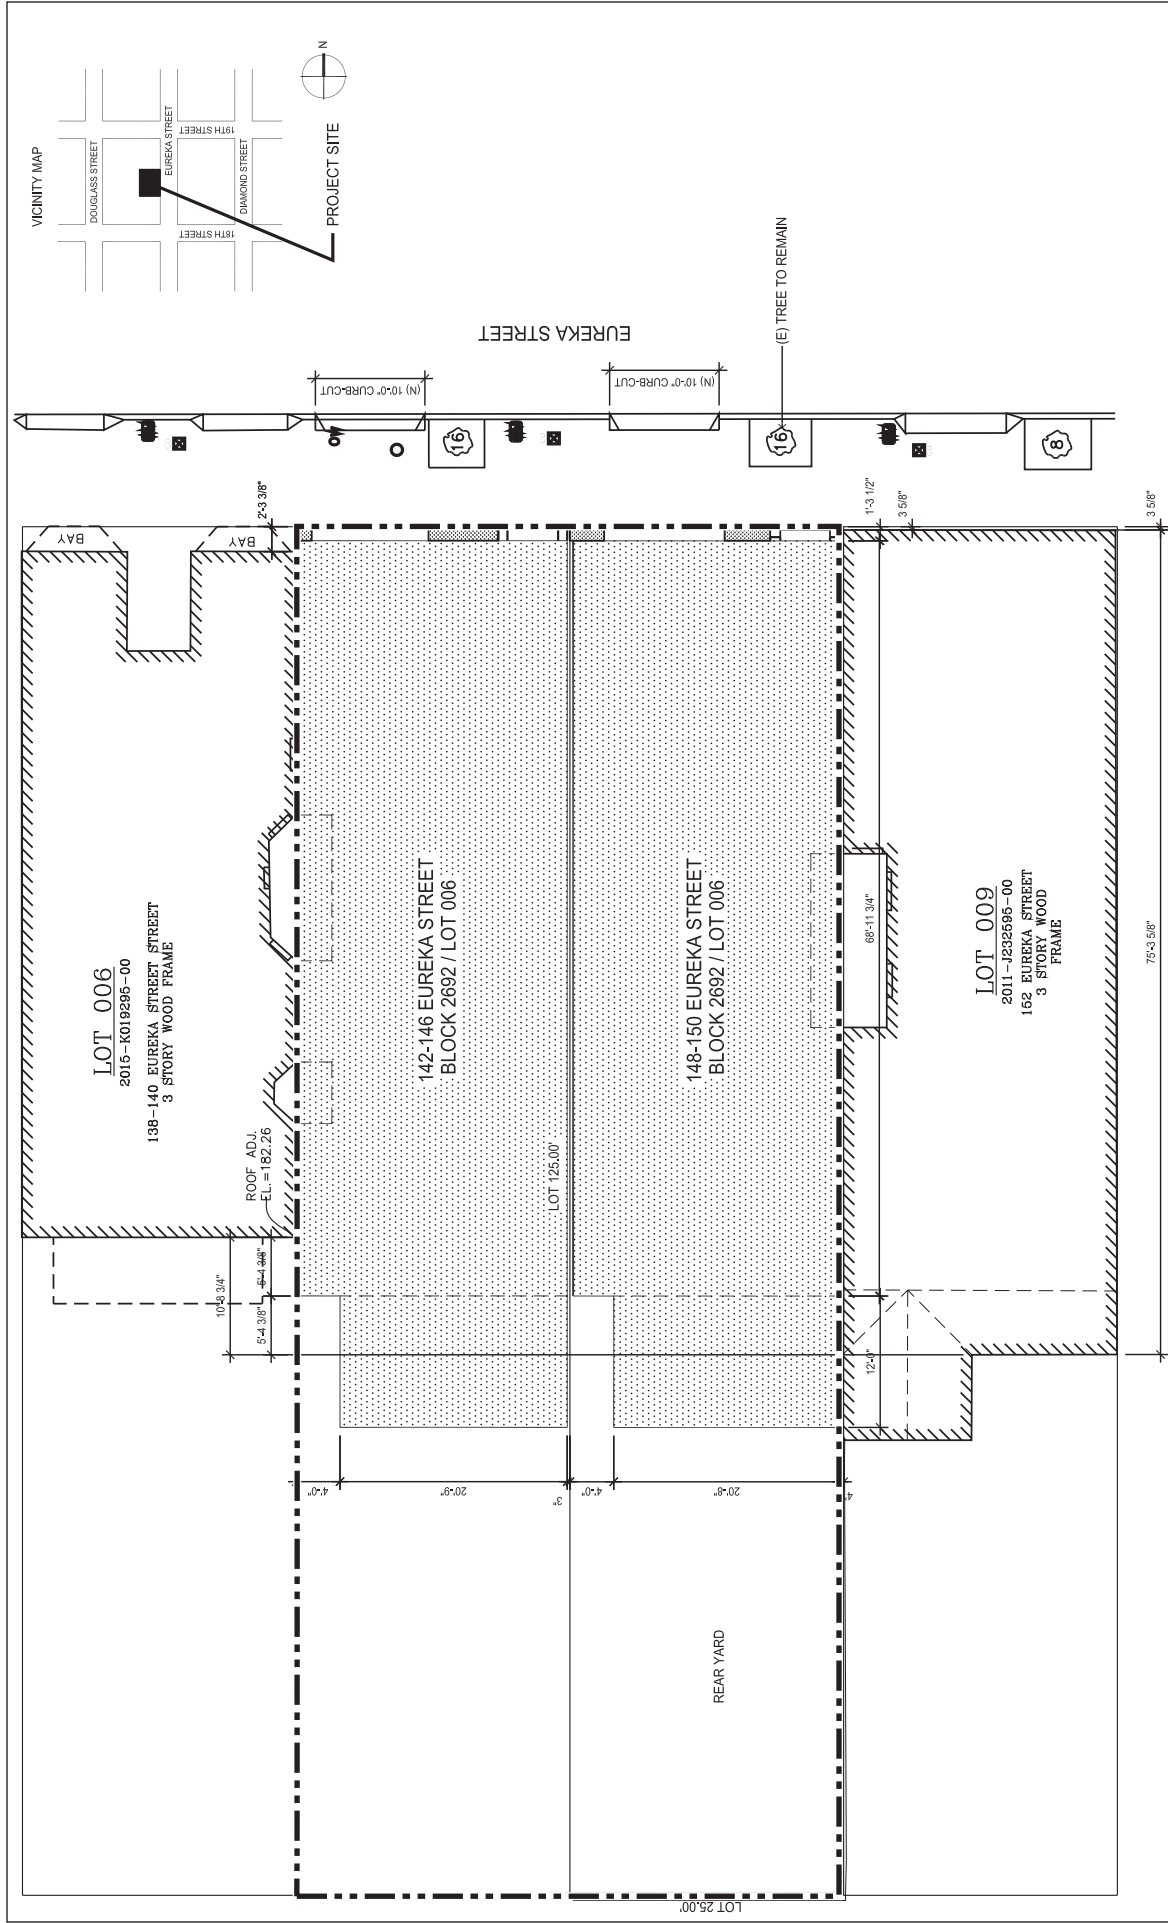 VICINITY MAP
DOUGLASS STREET
EUREKA STREET
DIAMOND STREET
18TH STREET
19TH STREET
N
PROJECT SITE
EUREKA STREET
(N) 10'-0" CURB-CUT
(N) 10'-0" CURB-CUT
(E) TREE TO REMAIN
16
16
8
BAY
BAY
2'-3 3/8"
1'-3 1/2"
3 5/8"
3 5/8"
LOT 006
2015-K019295-00
138-140 EUREKA STREET STREET
3 STORY WOOD FRAME
ROOF ADJ.
EL.=182.26
142-146 EUREKA STREET
BLOCK 2692 / LOT 006
148-150 EUREKA STREET
BLOCK 2692 / LOT 006
LOT 009
2011-J232595-00
152 EUREKA STREET
3 STORY WOOD
FRAME
68'-11 3/4"
75'-3 5/8"
LOT 125.00'
10'-8 3/4"
5'-4 3/8"
5'-4 3/8"
12'-0"
4'-0"
20'-9"
3"
4'-0"
20'-8"
4"
REAR YARD
LOT 25.00'